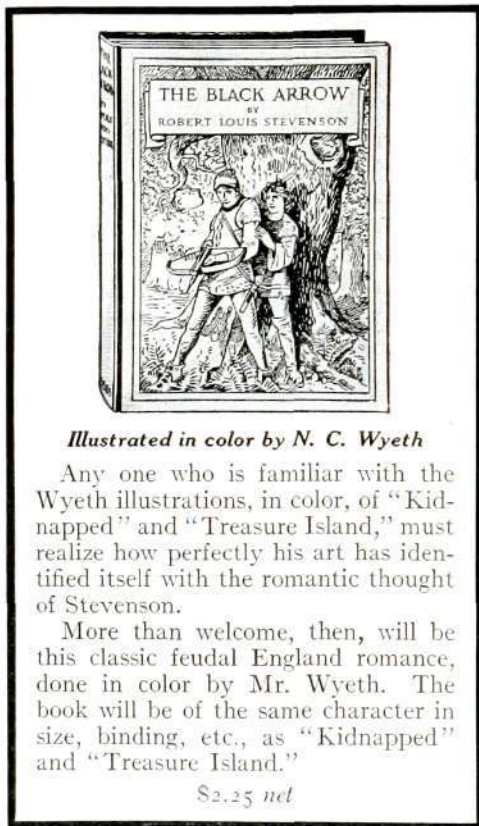 THE BLACK ARROW
BY
ROBERT LOUIS STEVENSON
Illustrated in color by N. C. Wyeth
Any one who is familiar with the
Wyeth illustrations, in color, of "Kid-
napped" and "Treasure Island," must
realize how perfectly his art has iden-
tified itself with the romantic thought
of Stevenson.
More than welcome, then, will be
this classic feudal England romance,
done in color by Mr. Wyeth. The
book will be of the same character in
size, binding, etc., as "Kidnapped"
and "Treasure Island."
$2.25 net